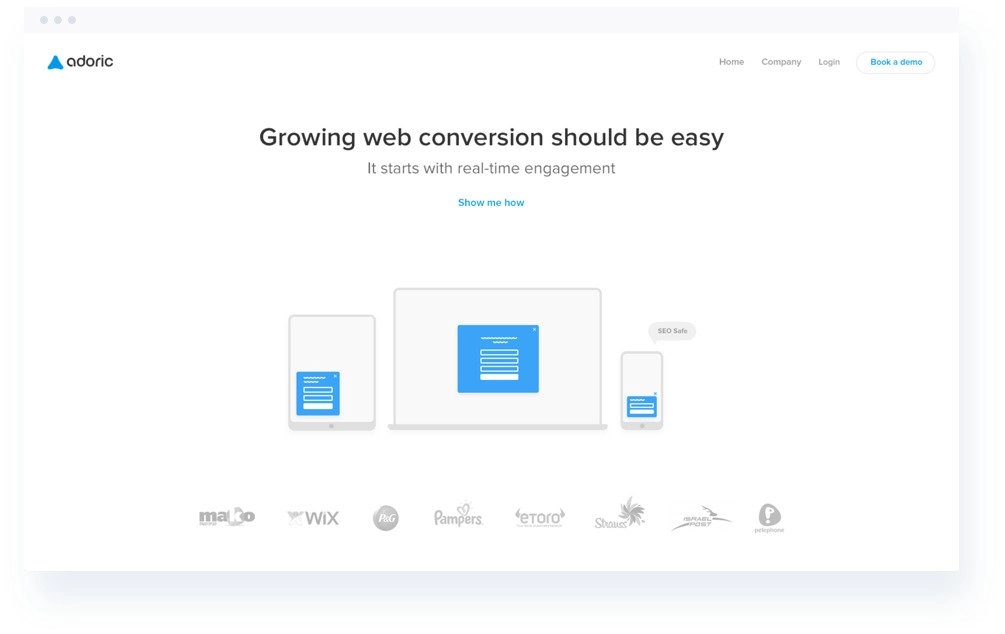 adoric
Home Company Login Book a demo
Growing web conversion should be easy
It starts with real-time engagement
Show me how
SEO Safe
mako
WiX
P&G
Pampers
eTORO
Strauss
ISRAEL
POST
pelephone